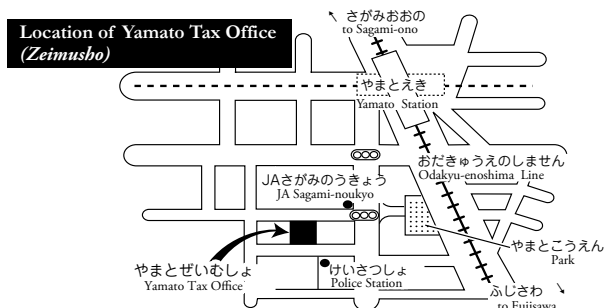 Location of Yamato Tax Office
(Zeimusho)
さがみおおの
to Sagami-ono
やまとえき
Yamato Station
おだきゅうえのしません
Odakyu-enoshima Line
JAさがみのうきょう
JA Sagami-noukyo
やまとこうえん
Park
やまとぜいむしょ
Yamato Tax Office
けいさつしょ
Police Station
ふじさわ
to Fujisawa